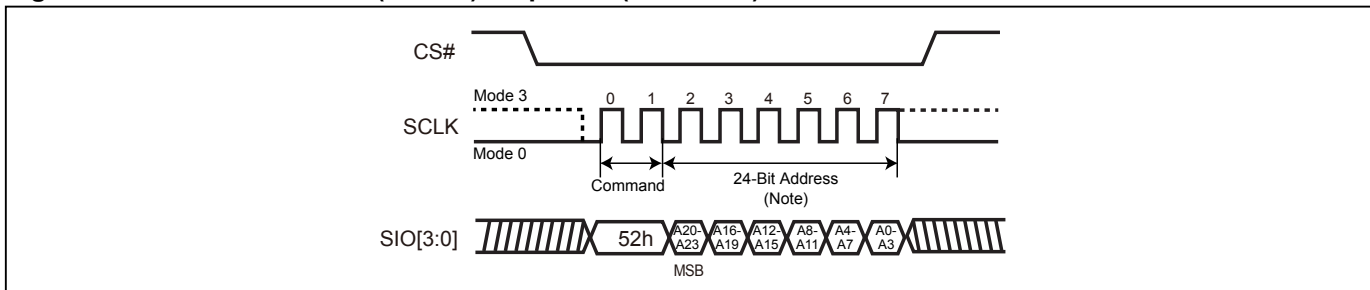 CS#
Mode 3
0 1 2 3 4 5 6 7
SCLK
Mode 0
Command
24-Bit Address
(Note)
SIO[3:0]
52h
A20-
A23
A16-
A19
A12-
A15
A8-
A11
A4-
A7
A0-
A3
MSB